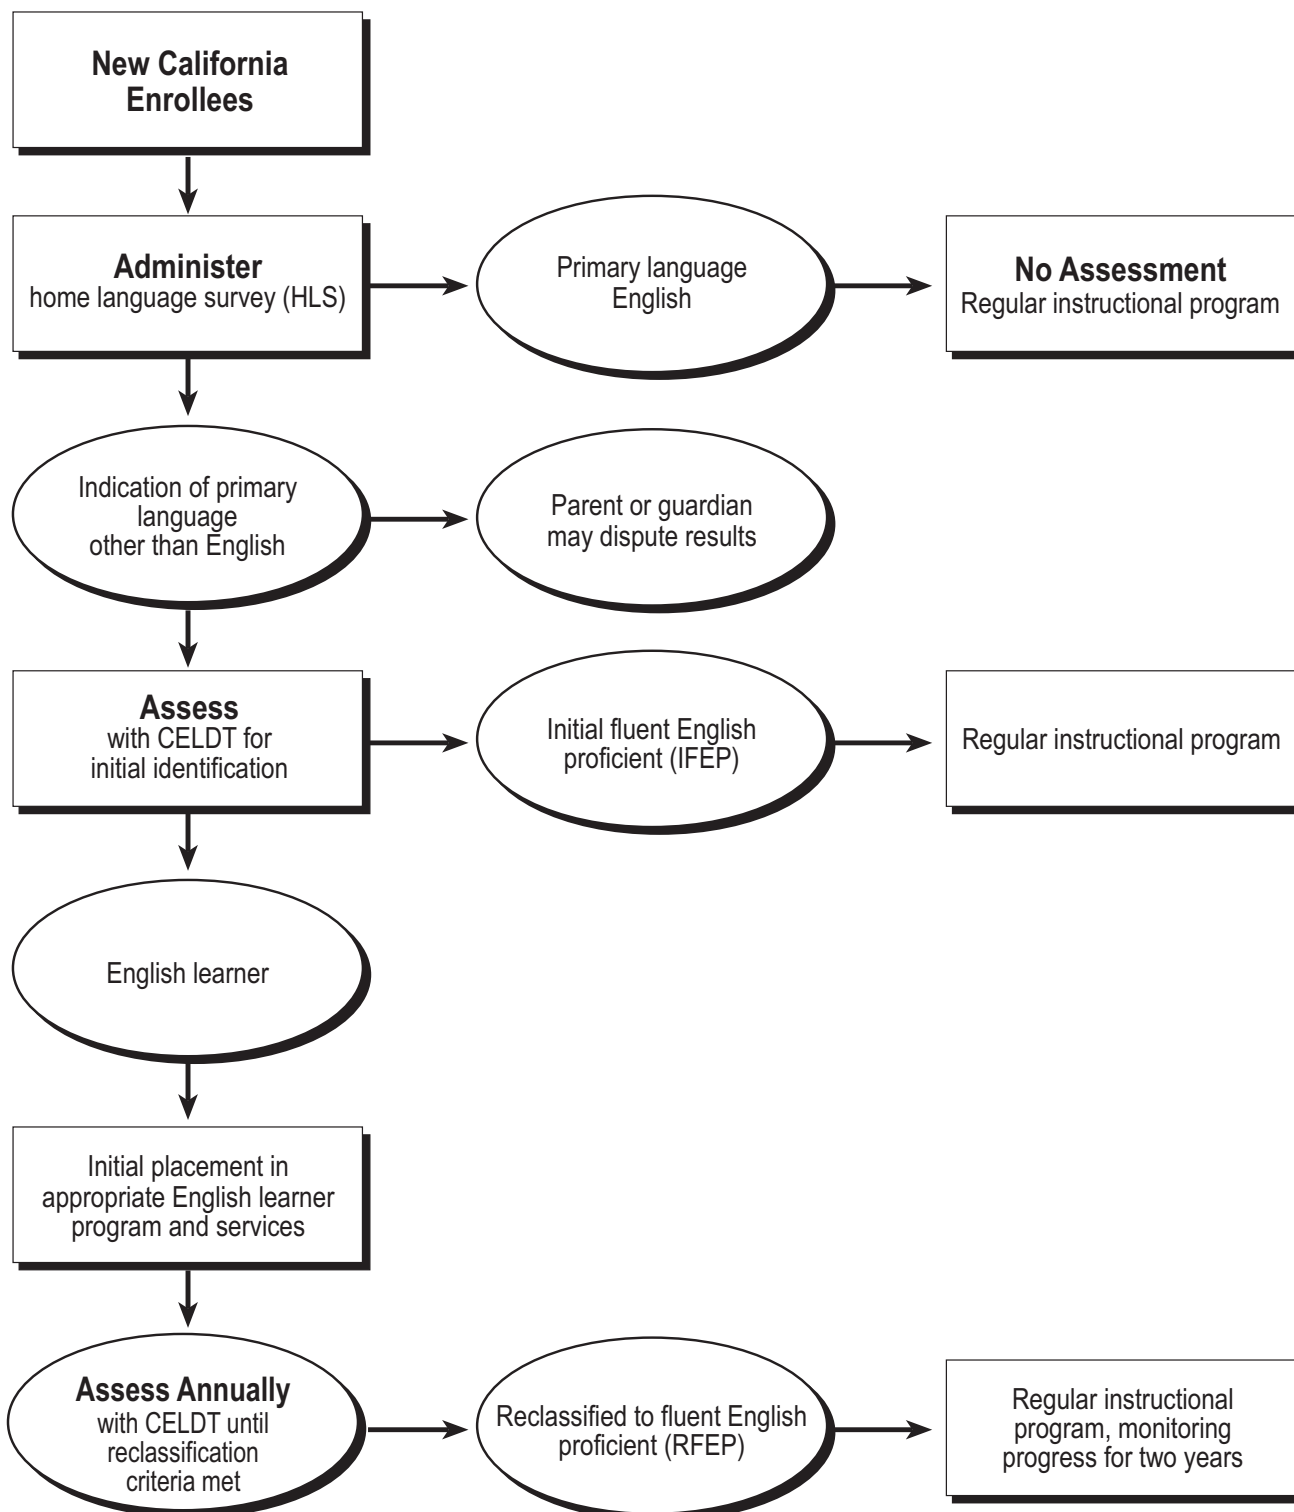 New California
Enrollees
Administer
home language survey (HLS)
Primary language
English
No Assessment
Regular instructional program
Indication of primary
language
other than English
Parent or guardian
may dispute results
Assess
with CELDT for
initial identification
Initial fluent English
proficient (IFEP)
Regular instructional program
English learner
Initial placement in
appropriate English learner
program and services
Assess Annually
with CELDT until
reclassification
criteria met
Reclassified to fluent English
proficient (RFEP)
Regular instructional
program, monitoring
progress for two years